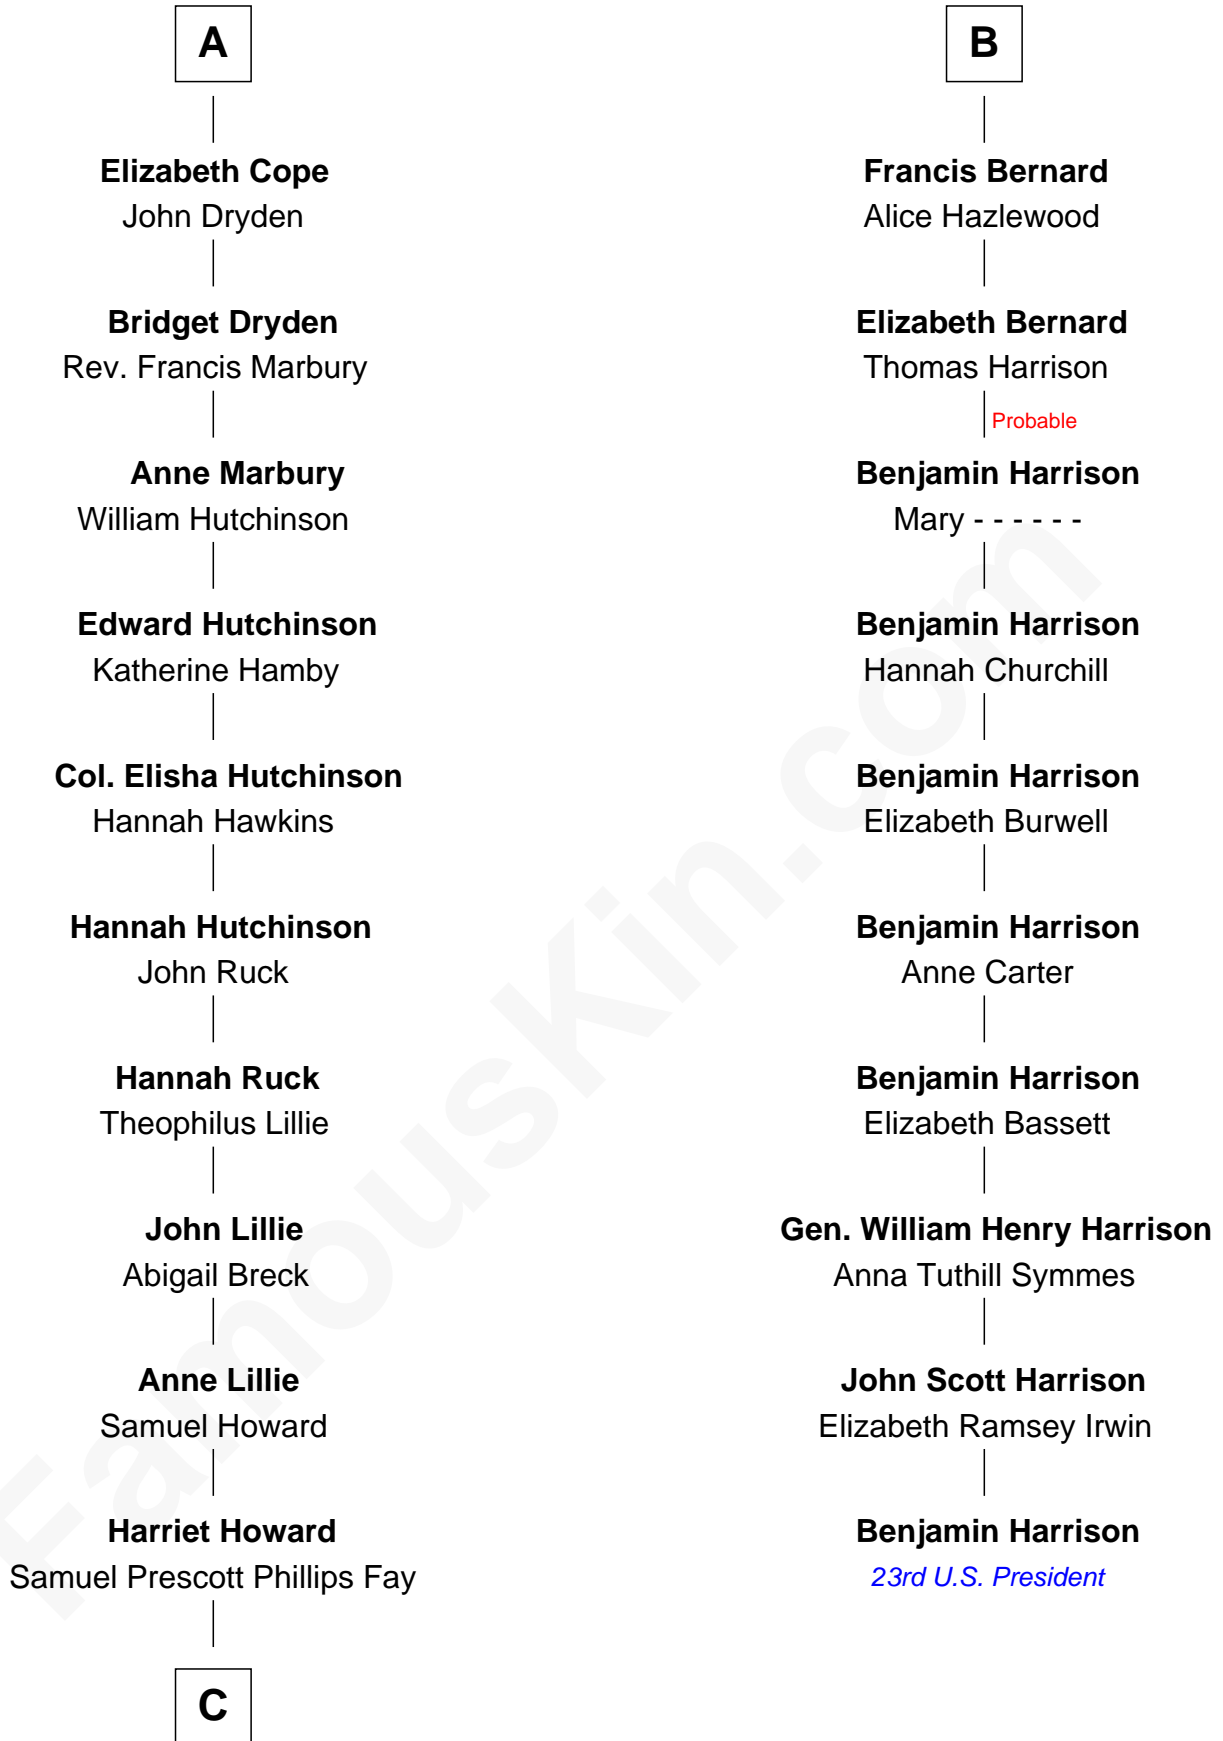 A
Elizabeth Cope
John Dryden
Bridget Dryden
Rev. Francis Marbury
Anne Marbury
William Hutchinson
Edward Hutchinson
Katherine Hamby
Col. Elisha Hutchinson
Hannah Hawkins
Hannah Hutchinson
John Ruck
Hannah Ruck
Theophilus Lillie
John Lillie
Abigail Breck
Anne Lillie
Samuel Howard
Harriet Howard
Samuel Prescott Phillips Fay
C
B
Francis Bernard
Alice Hazlewood
Elizabeth Bernard
Thomas Harrison
Probable
Benjamin Harrison
Mary - - - - - -
Benjamin Harrison
Hannah Churchill
Benjamin Harrison
Elizabeth Burwell
Benjamin Harrison
Anne Carter
Benjamin Harrison
Elizabeth Bassett
Gen. William Henry Harrison
Anna Tuthill Symmes
John Scott Harrison
Elizabeth Ramsey Irwin
Benjamin Harrison
23rd U.S. President
FamousKin.com